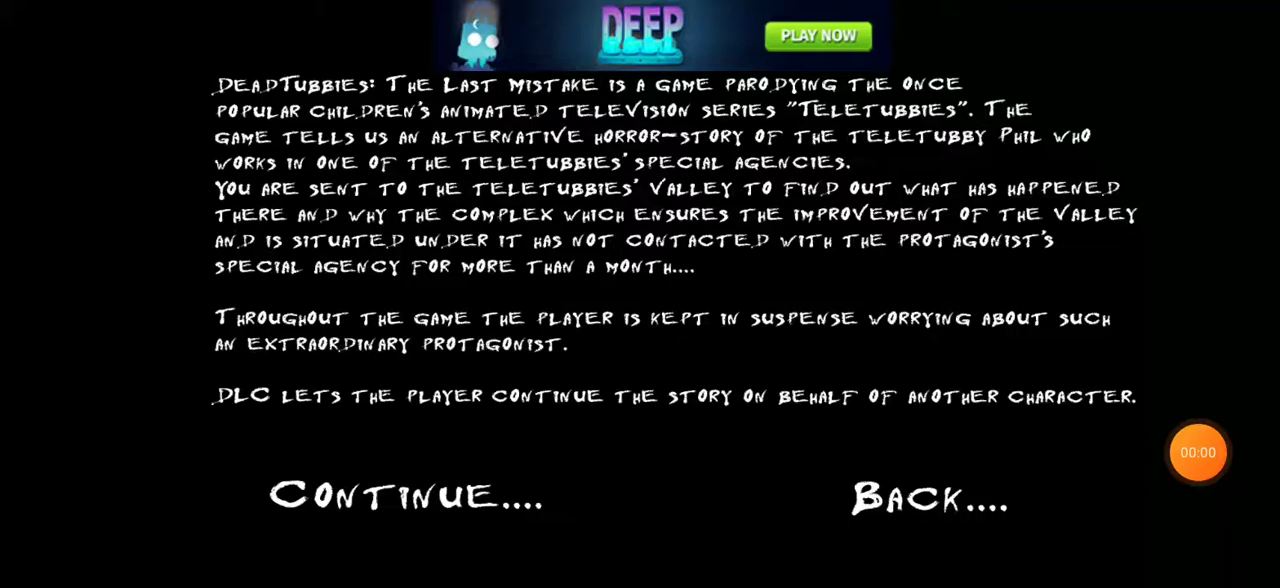 DEEP
PLAY NOW
DeadTubbies: The Last Mistake is a game parodying the once
popular children's animated television series "Teletubbies". The
game tells us an alternative horror-story of the teletubby Phil who
works in one of the teletubbies' special agencies.
You are sent to the teletubbies' valley to find out what has happened
there and why the complex which ensures the improvement of the valley
and is situated under it has not contacted with the protagonist's
special agency for more than a month....
Throughout the game the player is kept in suspense worrying about such
an extraordinary protagonist.
DLC lets the player continue the story on behalf of another character.
00:00
Continue....
Back....